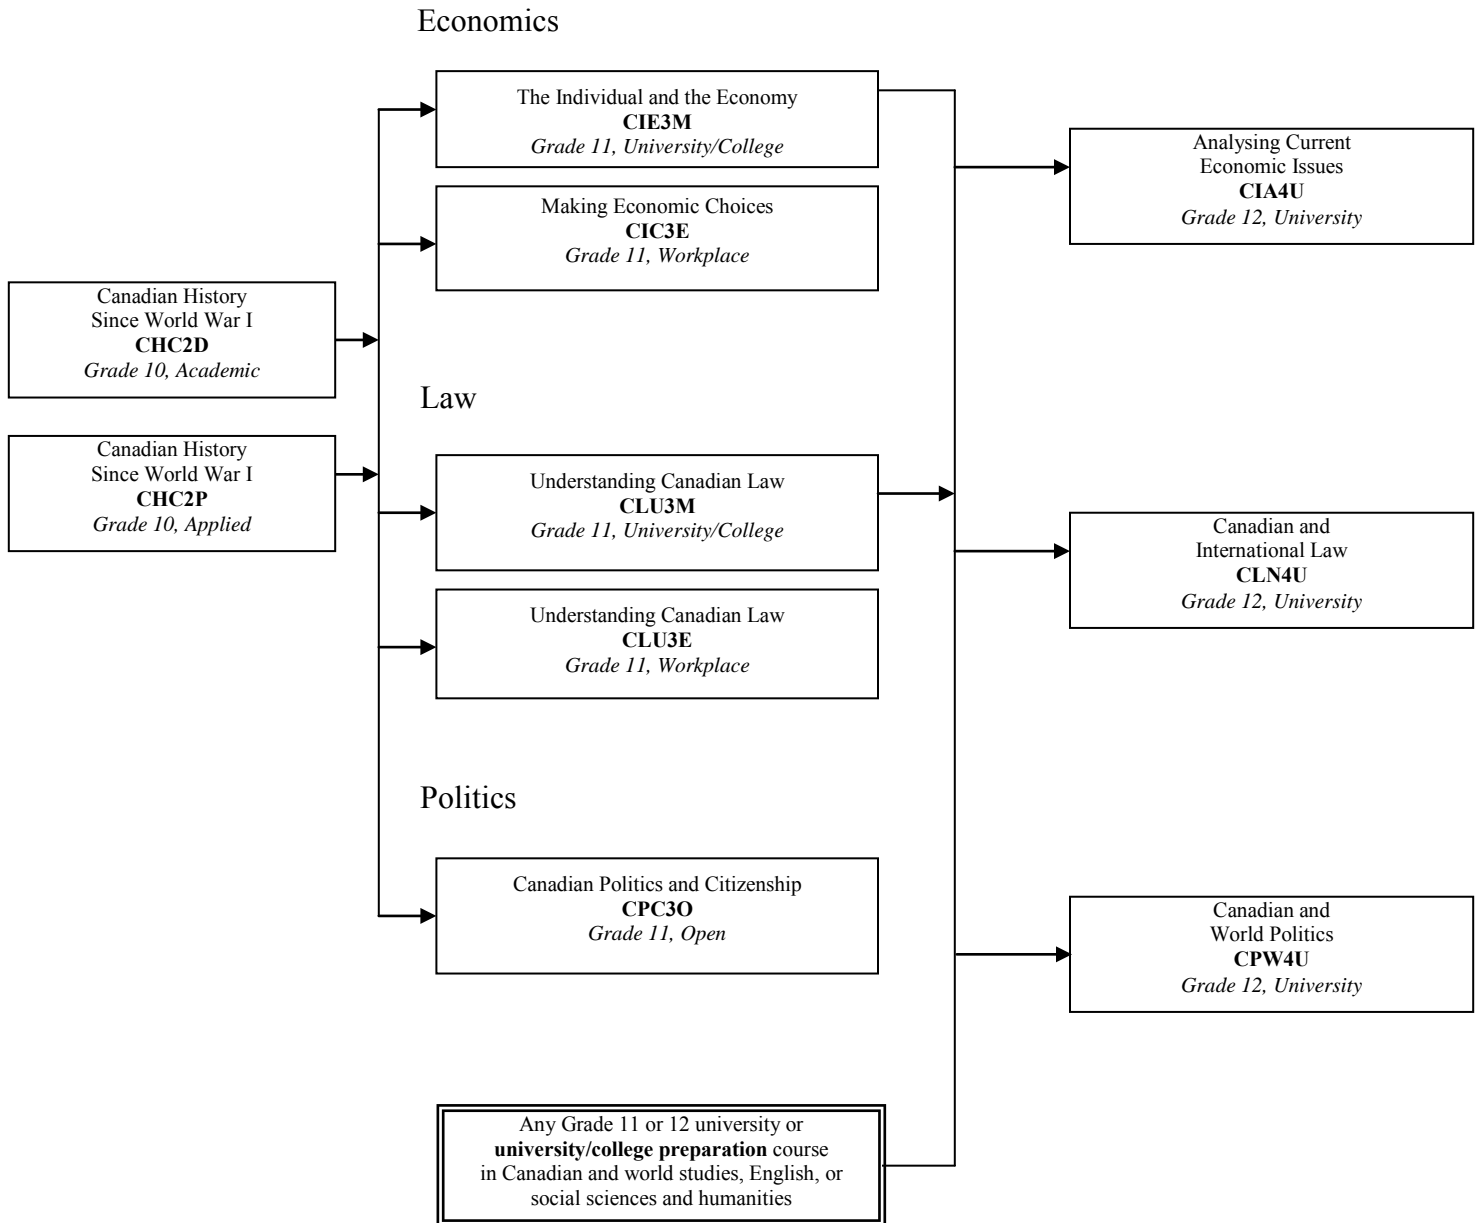 Economics
The Individual and the Economy
CIE3M
Grade 11, University/College
Making Economic Choices
CIC3E
Grade 11, Workplace
Canadian History
Since World War I
CHC2D
Grade 10, Academic
Canadian History
Since World War I
CHC2P
Grade 10, Applied
Law
Understanding Canadian Law
CLU3M
Grade 11, University/College
Understanding Canadian Law
CLU3E
Grade 11, Workplace
Politics
Canadian Politics and Citizenship
CPC3O
Grade 11, Open
Any Grade 11 or 12 university or
university/college preparation course
in Canadian and world studies, English, or
social sciences and humanities
Analysing Current
Economic Issues
CIA4U
Grade 12, University
Canadian and
International Law
CLN4U
Grade 12, University
Canadian and
World Politics
CPW4U
Grade 12, University